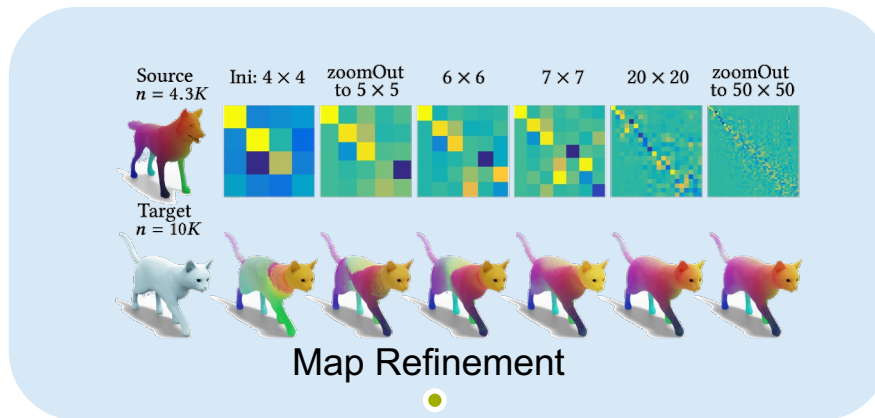 Source
n = 4.3K
Ini: 4 × 4
zoomOut
to 5 × 5
6 × 6
7 × 7
20 × 20
zoomOut
to 50 × 50
Target
n = 10K
Map Refinement